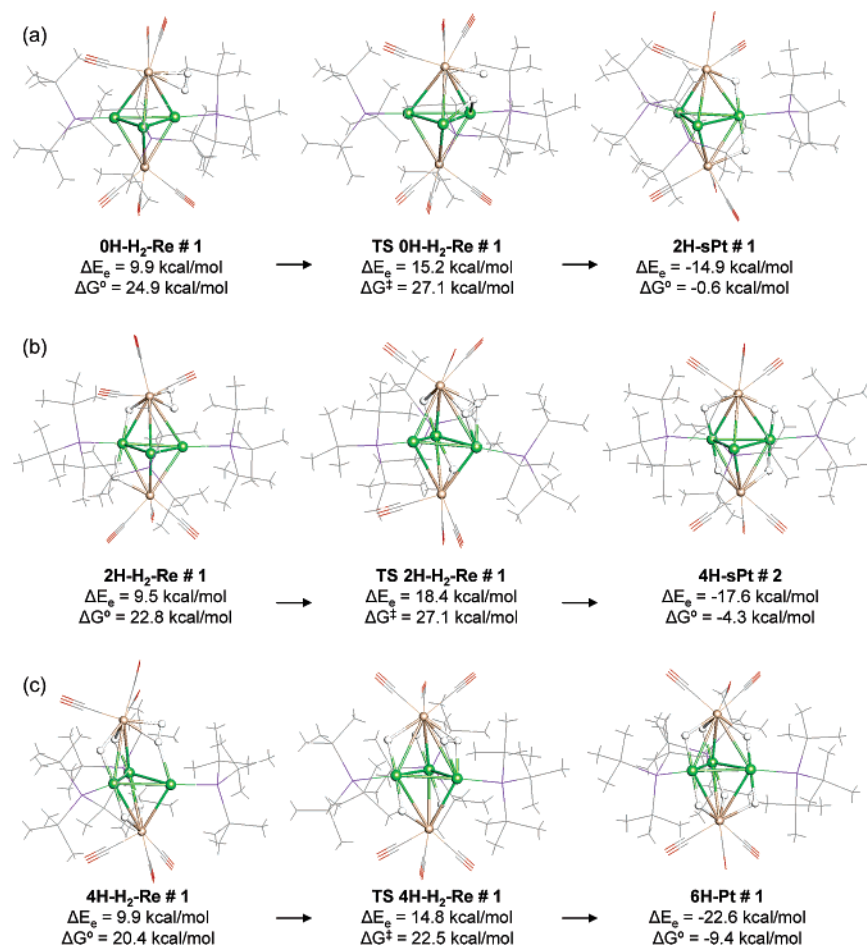 (a)
0H-H₂-Re # 1
ΔEₑ = 9.9 kcal/mol
ΔG⁰ = 24.9 kcal/mol
TS 0H-H₂-Re # 1
ΔEₑ = 15.2 kcal/mol
ΔG‡ = 27.1 kcal/mol
2H-sPt # 1
ΔEₑ = -14.9 kcal/mol
ΔG⁰ = -0.6 kcal/mol
(b)
2H-H₂-Re # 1
ΔEₑ = 9.5 kcal/mol
ΔG⁰ = 22.8 kcal/mol
TS 2H-H₂-Re # 1
ΔEₑ = 18.4 kcal/mol
ΔG‡ = 27.1 kcal/mol
4H-sPt # 2
ΔEₑ = -17.6 kcal/mol
ΔG⁰ = -4.3 kcal/mol
(c)
4H-H₂-Re # 1
ΔEₑ = 9.9 kcal/mol
ΔG⁰ = 20.4 kcal/mol
TS 4H-H₂-Re # 1
ΔEₑ = 14.8 kcal/mol
ΔG‡ = 22.5 kcal/mol
6H-Pt # 1
ΔEₑ = -22.6 kcal/mol
ΔG⁰ = -9.4 kcal/mol